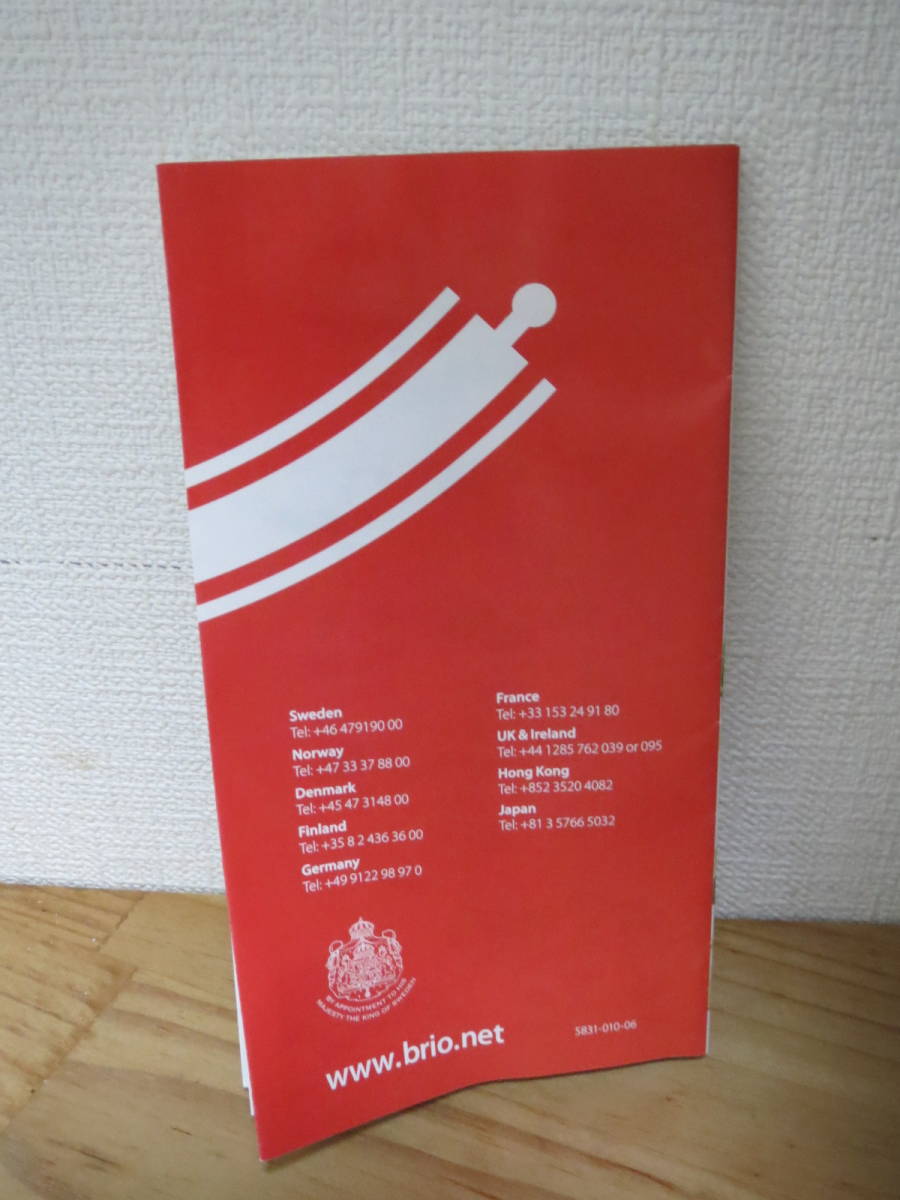 Sweden
Tel: +46 479190 00
Norway
Tel: +47 33 37 88 00
Denmark
Tel: +45 47 3148 00
Finland
Tel: +35 8 2 436 36 00
Germany
Tel: +49 9122 98 97 0
France
Tel: +33 153 24 91 80
UK & Ireland
Tel: +44 1285 762 039 or 095
Hong Kong
Tel: +852 3520 4082
Japan
Tel: +81 3 5766 5032
BY APPOINTMENT TO HIS
MAJESTY THE KING OF SWEDEN
www.brio.net
5831-010-06